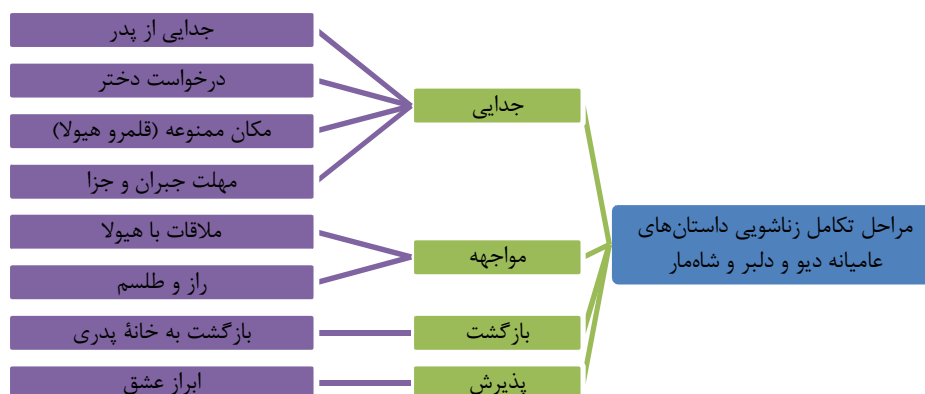 مراحل تکامل زناشویی داستان‌های
عامیانه دیو و دلبر و شاه‌مار
جدایی
جدایی از پدر
درخواست دختر
مکان ممنوعه (قلمرو هیولا)
مهلت جبران و جزا
مواجهه
ملاقات با هیولا
راز و طلسم
بازگشت
بازگشت به خانهٔ پدری
پذیرش
ابراز عشق